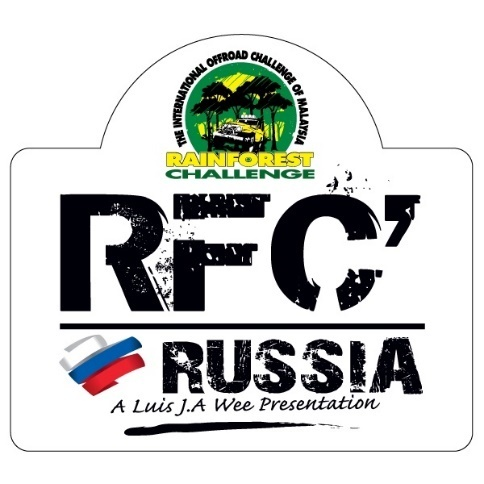 THE INTERNATIONAL OFFROAD CHALLENGE OF MALAYSIA
RAINFOREST
CHALLENGE
RFC'
RUSSIA
A Luis J.A Wee Presentation